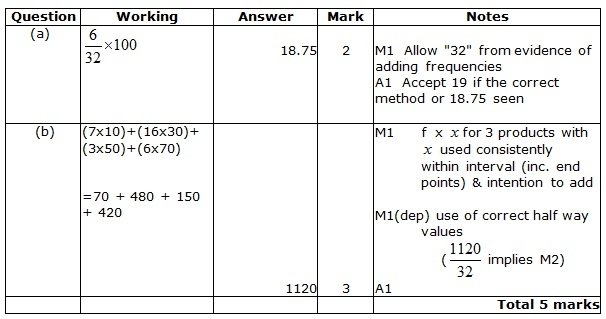 Question Working Answer Mark Notes
(a) 6/32 ×100 18.75 2 M1 Allow "32" from evidence of
adding frequencies
A1 Accept 19 if the correct
method or 18.75 seen
(b) (7x10)+(16x30)+
(3x50)+(6x70)
=70 + 480 + 150
+ 420
1120 3
M1 f x x for 3 products with
x used consistently
within interval (inc. end
points) & intention to add
M1(dep) use of correct half way
values
(1120/32 implies M2)
A1
Total 5 marks